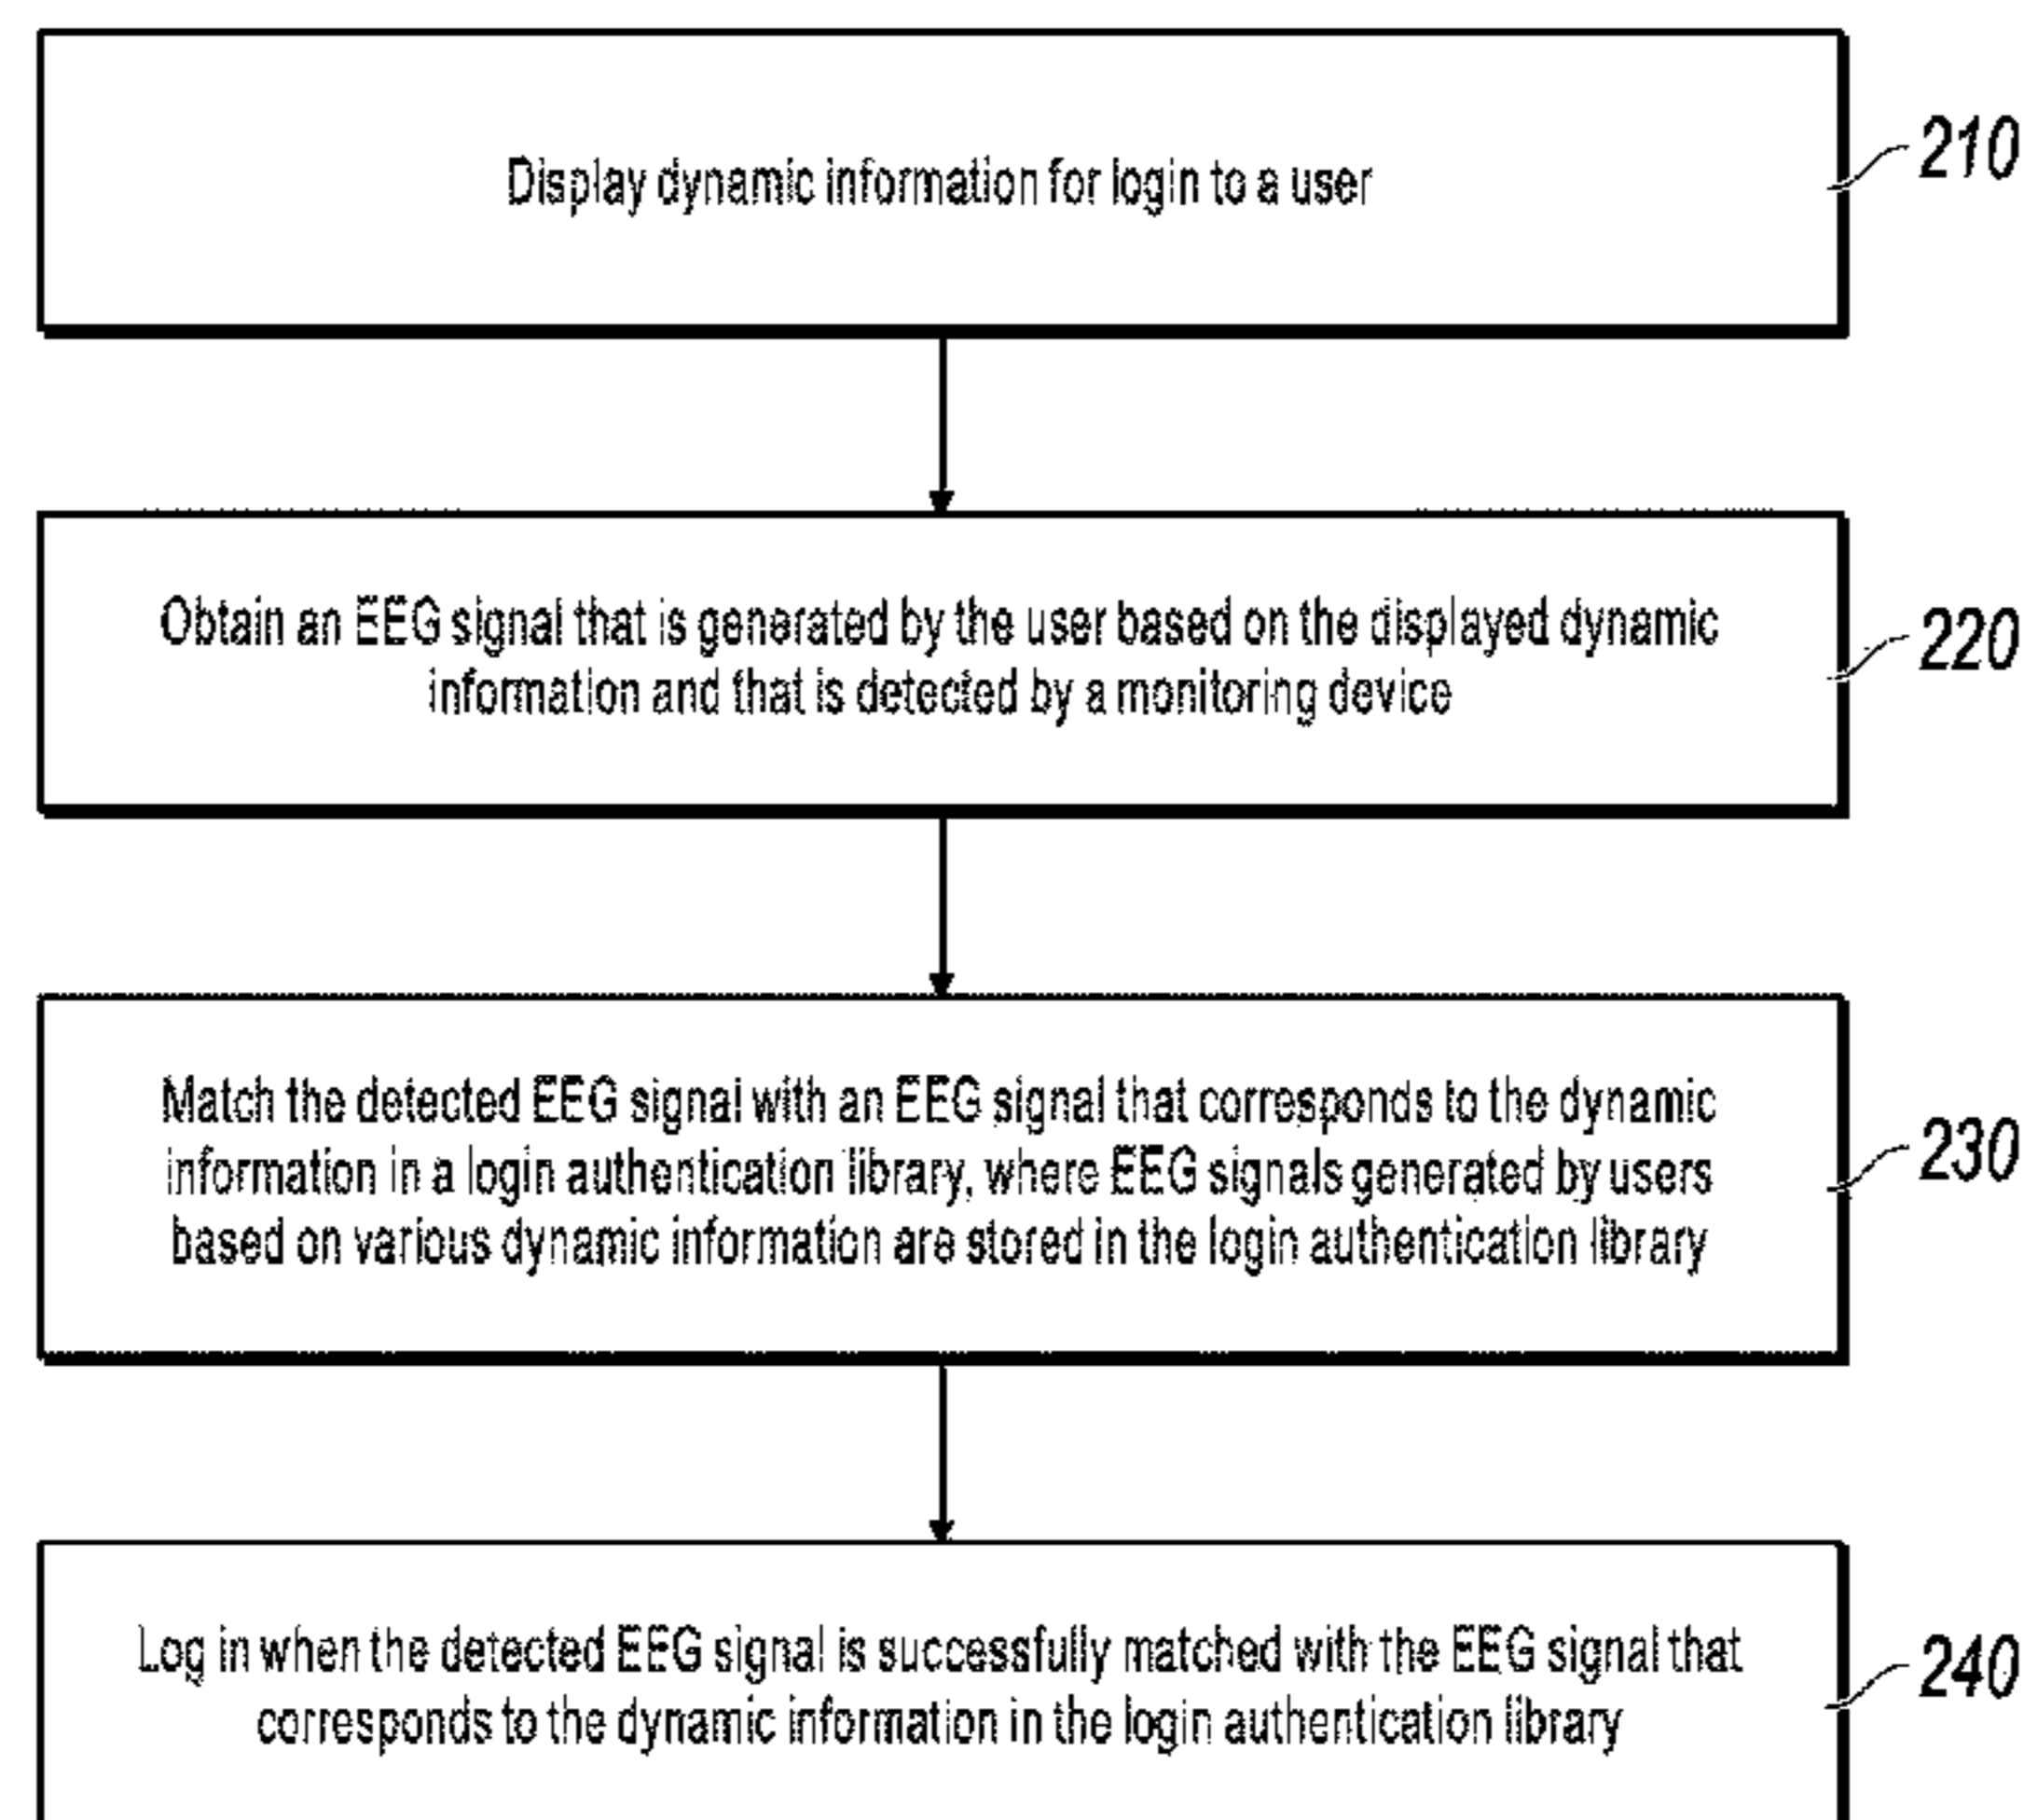 Display dynamic information for login to a user
210
Obtain an EEG signal that is generated by the user based on the displayed dynamic
information and that is detected by a monitoring device
220
Match the detected EEG signal with an EEG signal that corresponds to the dynamic
information in a login authentication library, where EEG signals generated by users
based on various dynamic information are stored in the login authentication library
230
Log in when the detected EEG signal is successfully matched with the EEG signal that
corresponds to the dynamic information in the login authentication library
240